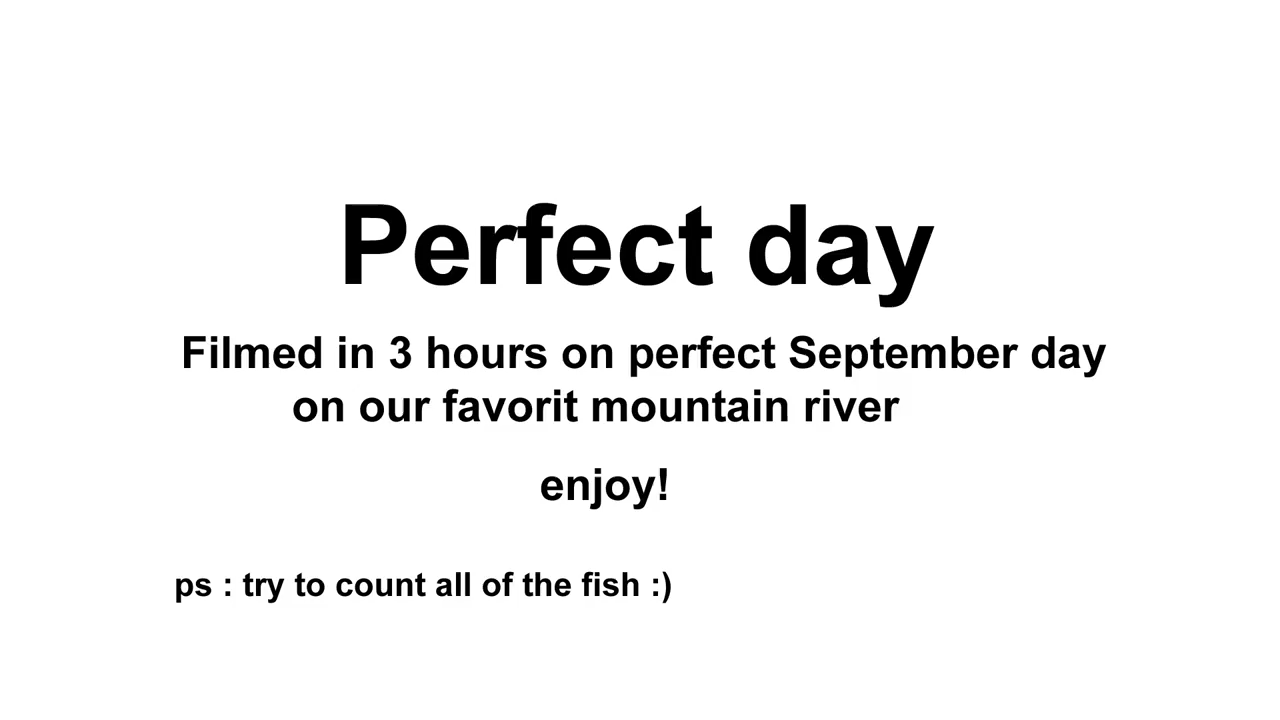 Perfect day
Filmed in 3 hours on perfect September day
on our favorit mountain river
enjoy!
ps : try to count all of the fish :)